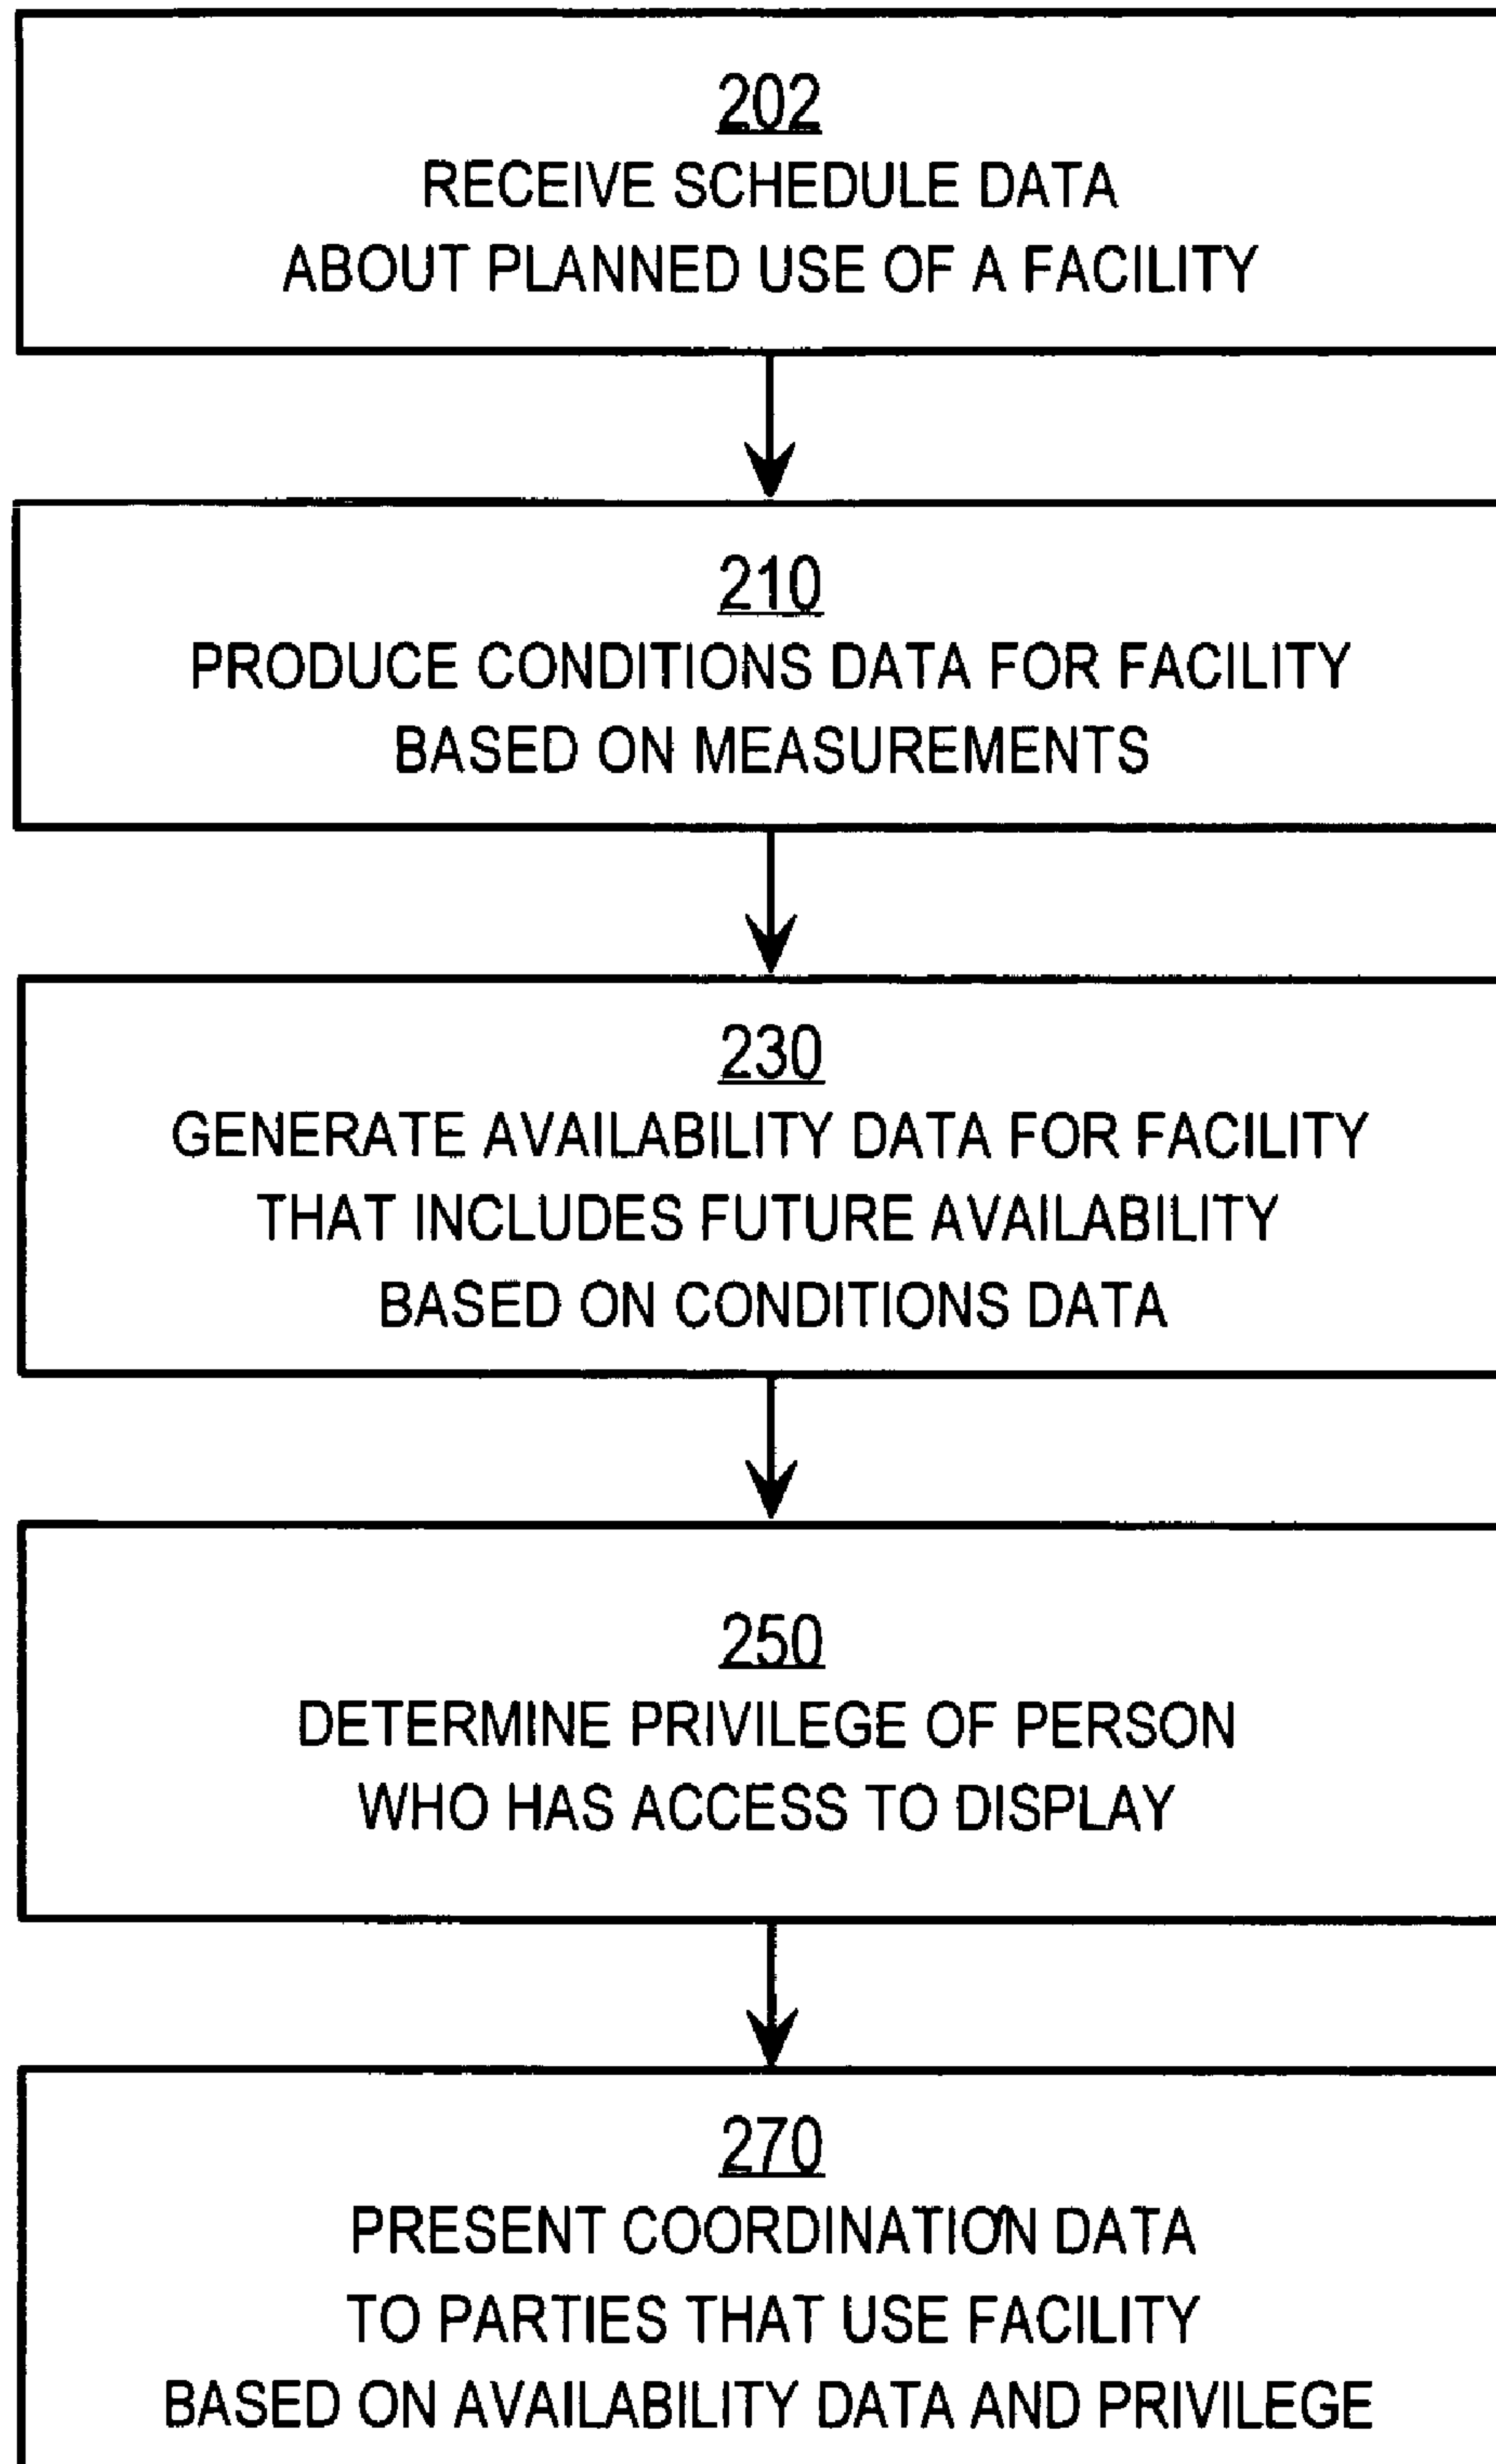 202
RECEIVE SCHEDULE DATA
ABOUT PLANNED USE OF A FACILITY
210
PRODUCE CONDITIONS DATA FOR FACILITY
BASED ON MEASUREMENTS
230
GENERATE AVAILABILITY DATA FOR FACILITY
THAT INCLUDES FUTURE AVAILABILITY
BASED ON CONDITIONS DATA
250
DETERMINE PRIVILEGE OF PERSON
WHO HAS ACCESS TO DISPLAY
270
PRESENT COORDINATION DATA
TO PARTIES THAT USE FACILITY
BASED ON AVAILABILITY DATA AND PRIVILEGE